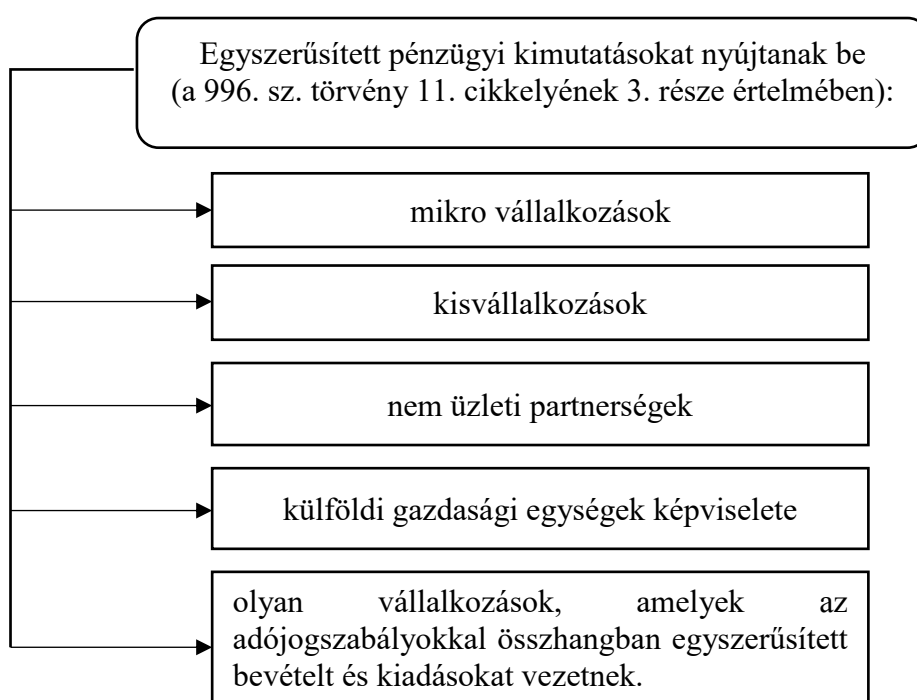 Egyszerűsített pénzügyi kimutatásokat nyújtanak be
(a 996. sz. törvény 11. cikkelyének 3. része értelmében):
mikro vállalkozások
kisvállalkozások
nem üzleti partnerségek
külföldi gazdasági egységek képviselete
olyan vállalkozások, amelyek az
adójogszabályokkal összhangban egyszerűsített
bevételt és kiadásokat vezetnek.